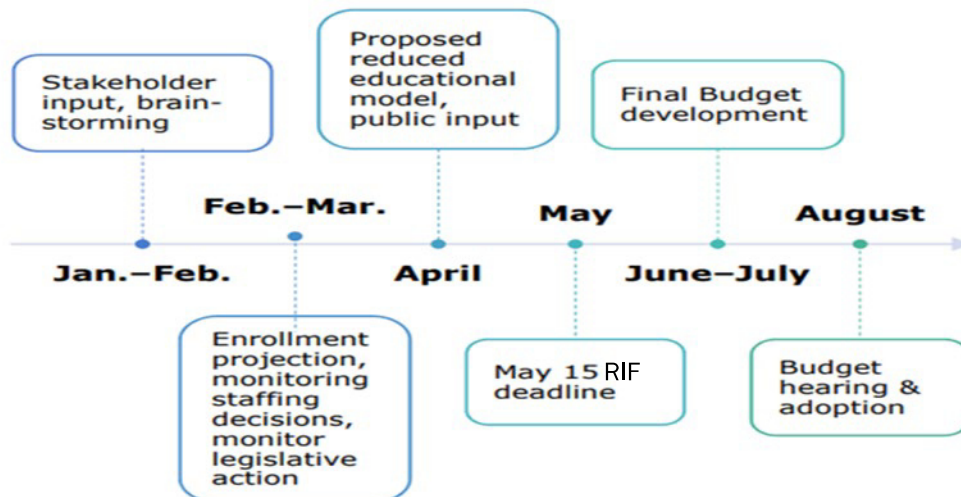 Stakeholder
input, brain-
storming
Jan.–Feb.
Feb.–Mar.
Enrollment
projection,
monitoring
staffing
decisions,
monitor
legislative
action
Proposed
reduced
educational
model,
public input
April
May
May 15 RIF
deadline
Final Budget
development
June–July
August
Budget
hearing &
adoption